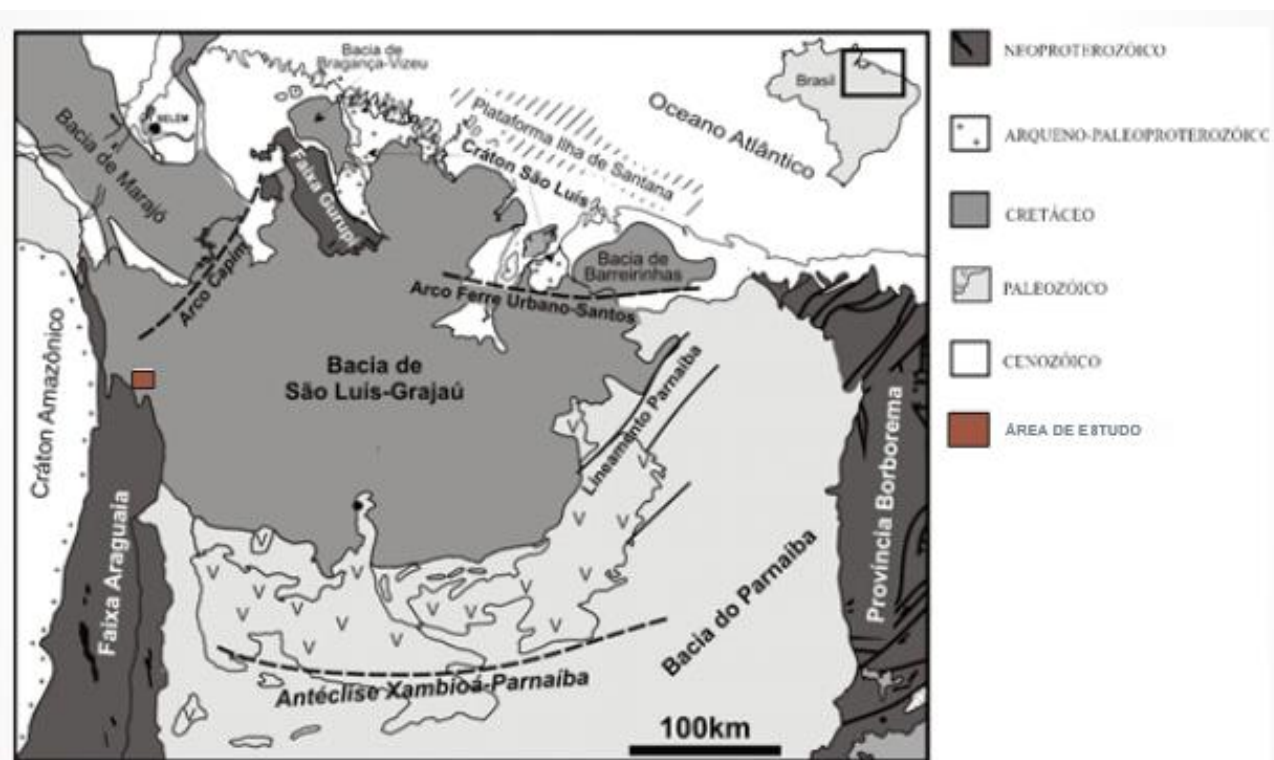 Bacia de
Bragança-Vizeu
Brasil
Oceano Atlântico
Plataforma Ilha de Santana
Cráton São Luís
BELÉM
Bacia de Marajó
Faixa Gurupi
Bacia de
Barreirinhas
Arco Capim
Arco Ferre Urbano-Santos
Cráton Amazônico
Bacia de
São Luís-Grajaú
Lineamento Parnaíba
Província Borborema
Faixa Araguaia
Bacia do Parnaíba
Antéclise Xambioá-Parnaíba
100km
NEOPROTEROZÓICO
ARQUENO-PALEOPROTEROZÓICO
CRETÁCEO
PALEOZÓICO
CENOZÓICO
ÁREA DE ESTUDO